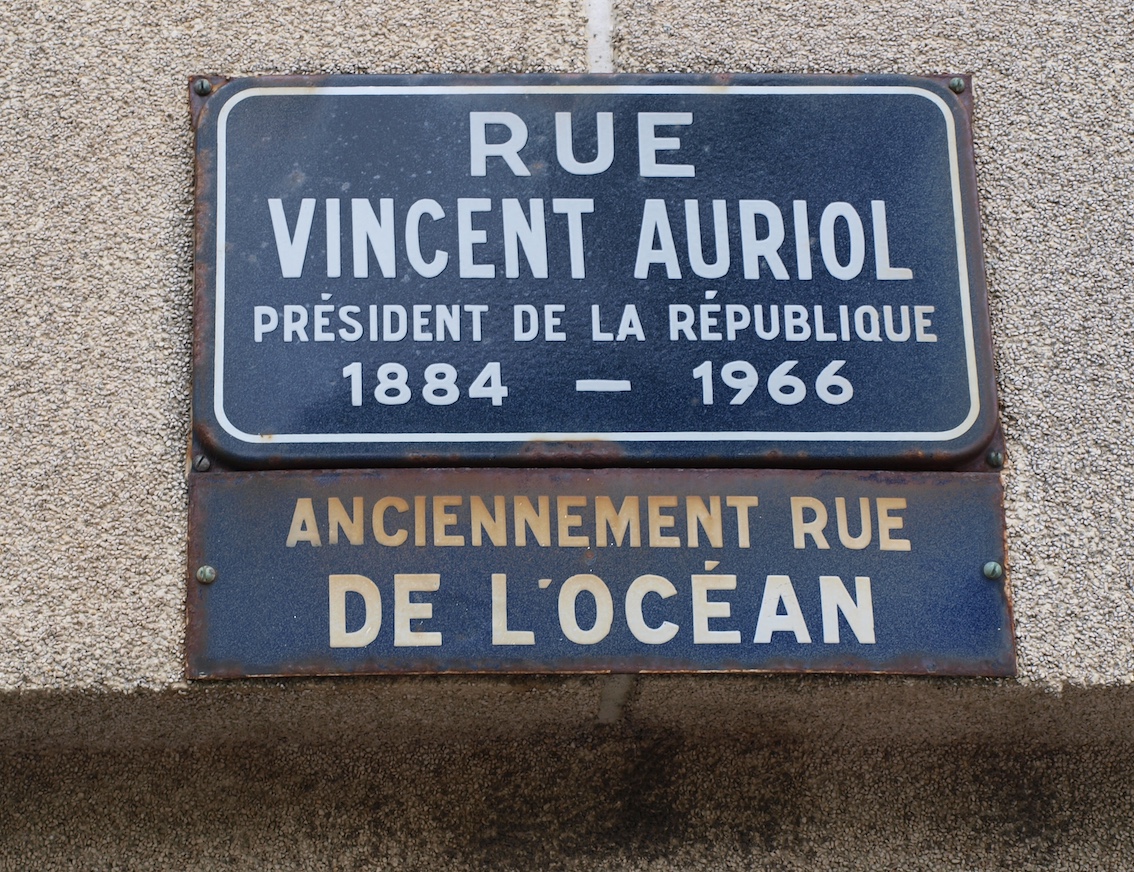 RUE
VINCENT AURIOL
PRÉSIDENT DE LA RÉPUBLIQUE
1884 — 1966
ANCIENNEMENT RUE
DE L'OCÉAN